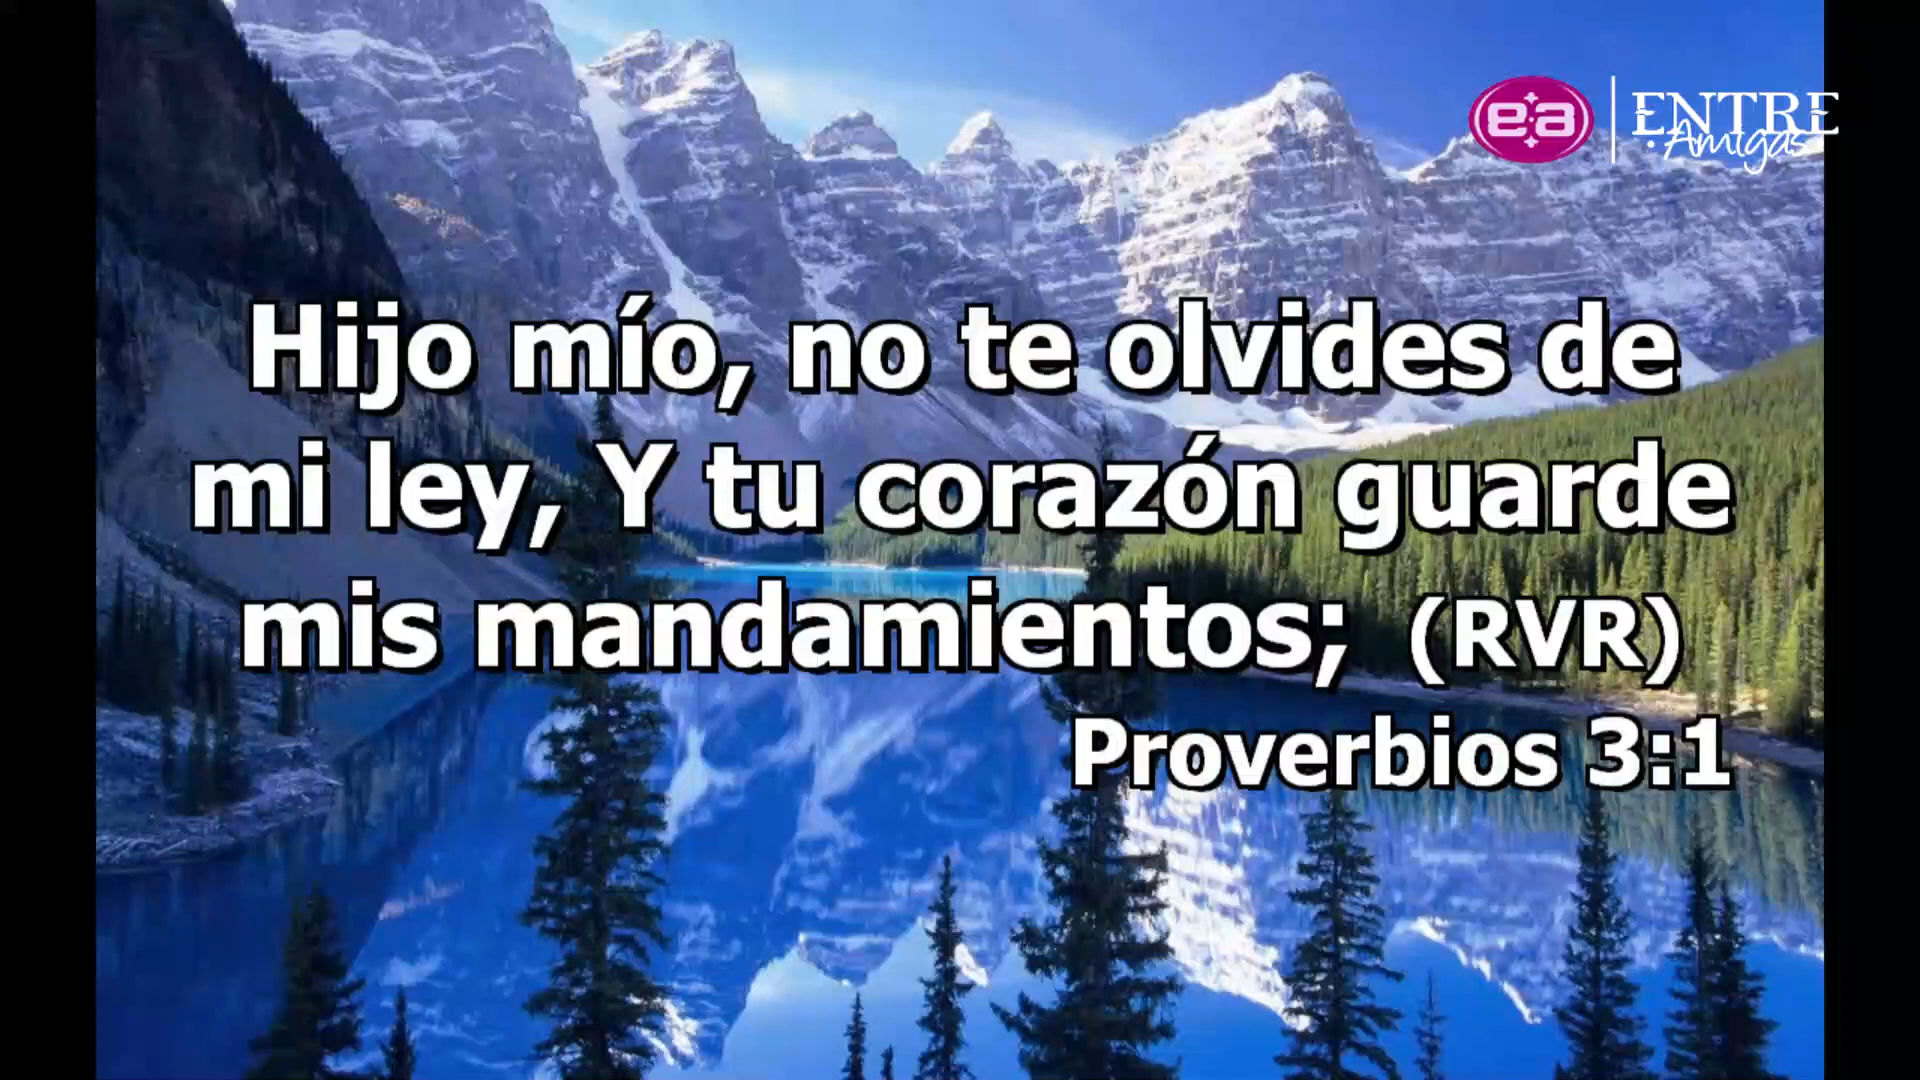 ea
ENTRE
Amigas
Hijo mío, no te olvides de
mi ley, Y tu corazón guarde
mis mandamientos; (RVR)
Proverbios 3:1